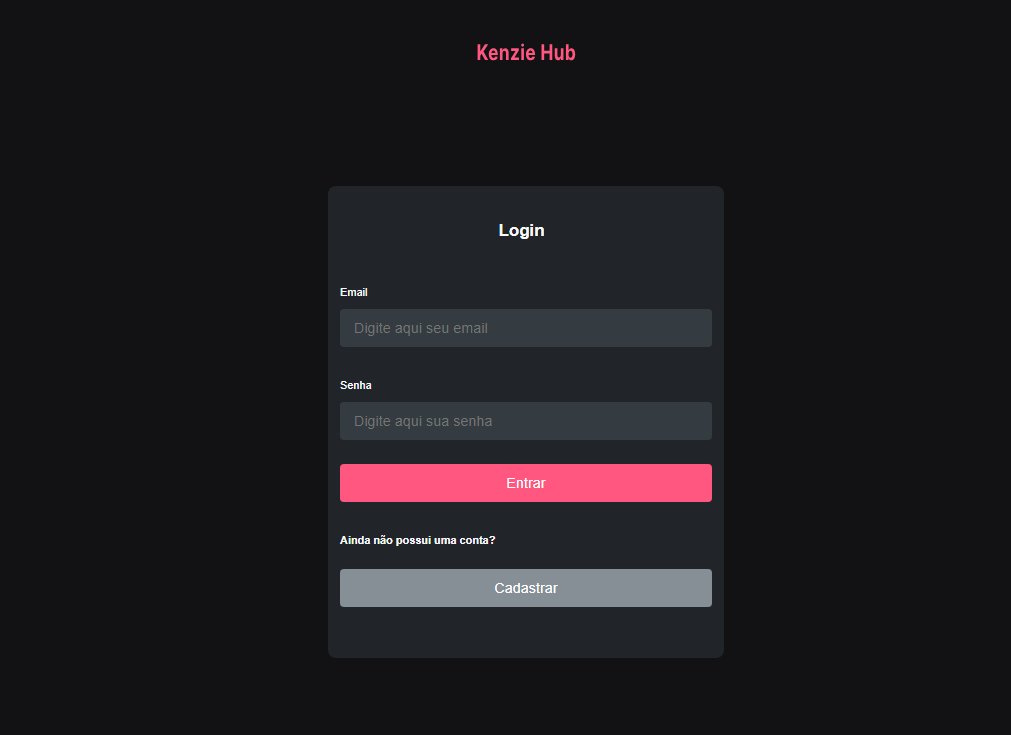 Kenzie Hub
Login
Email
Digite aqui seu email
Senha
Digite aqui sua senha
Entrar
Ainda não possui uma conta?
Cadastrar